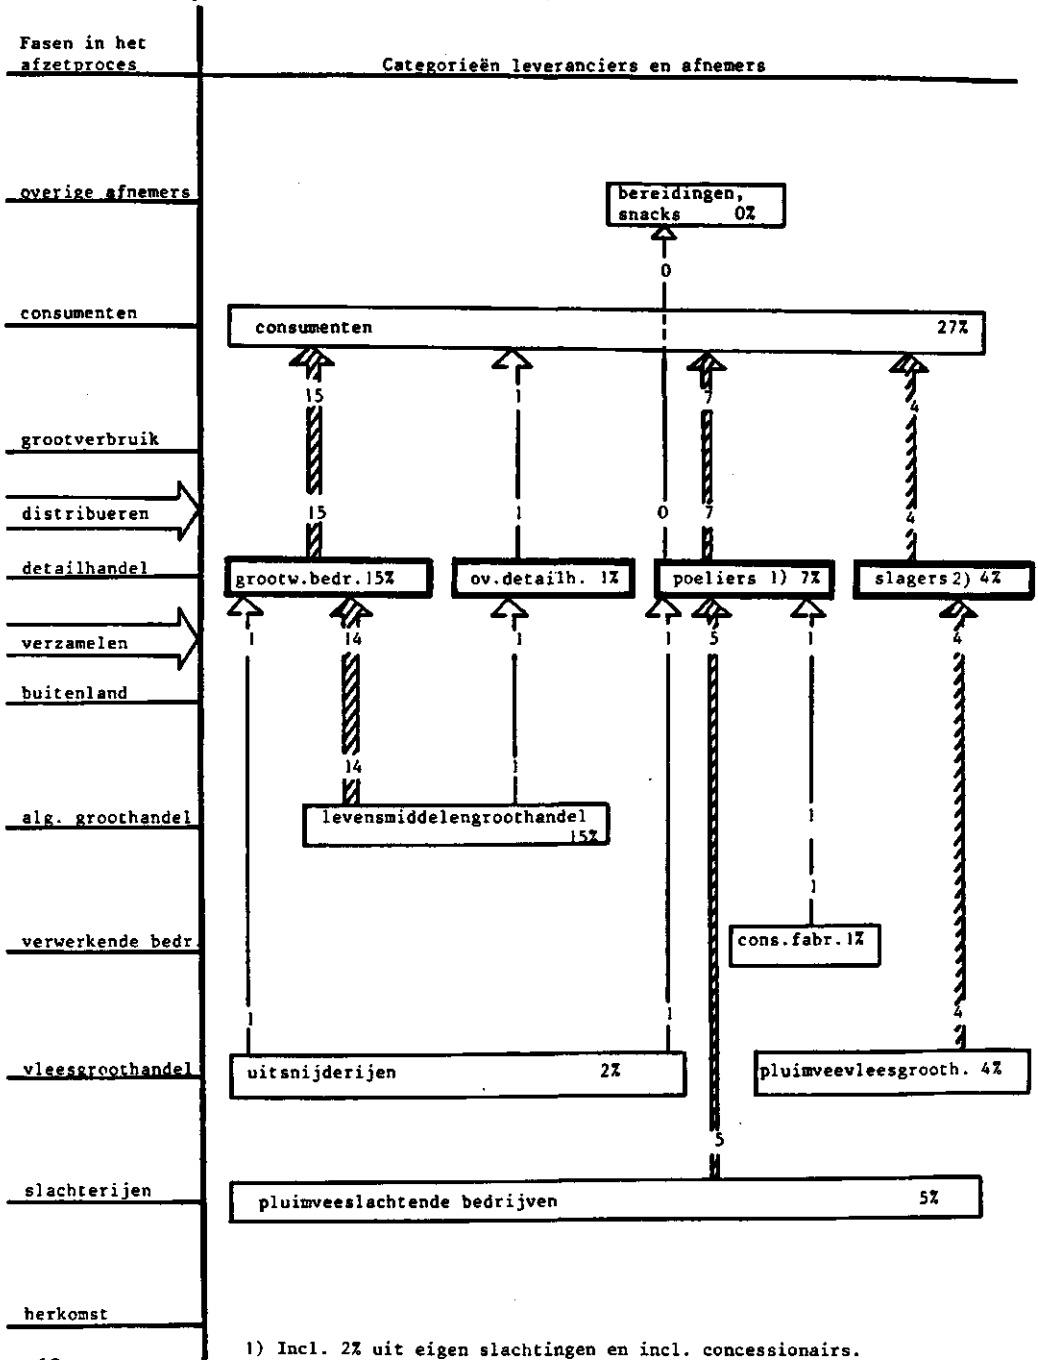 Fasen in het
afzetproces
Categorieën leveranciers en afnemers
overige afnemers
bereidingen,
snacks 0%
0
consumenten
consumenten 27%
15 1 7 4
grootverbruik
distribueren
15 1 0 7 4
detailhandel
grootw.bedr.15%
ov.detailh. 1%
poeliers 1) 7%
slagers 2) 4%
verzamelen
1 14 1 1 5 1 4
buitenland
14 1
alg. groothandel
levensmiddelengroothandel
15%
1
1
verwerkende bedr.
cons.fabr.1%
1 1 4
vleesgroothandel
uitsnijderijen 2%
pluimveevleesgrooth. 4%
5
slachterijen
pluimveeslachtende bedrijven 5%
herkomst
1) Incl. 2% uit eigen slachtingen en incl. concessionairs.